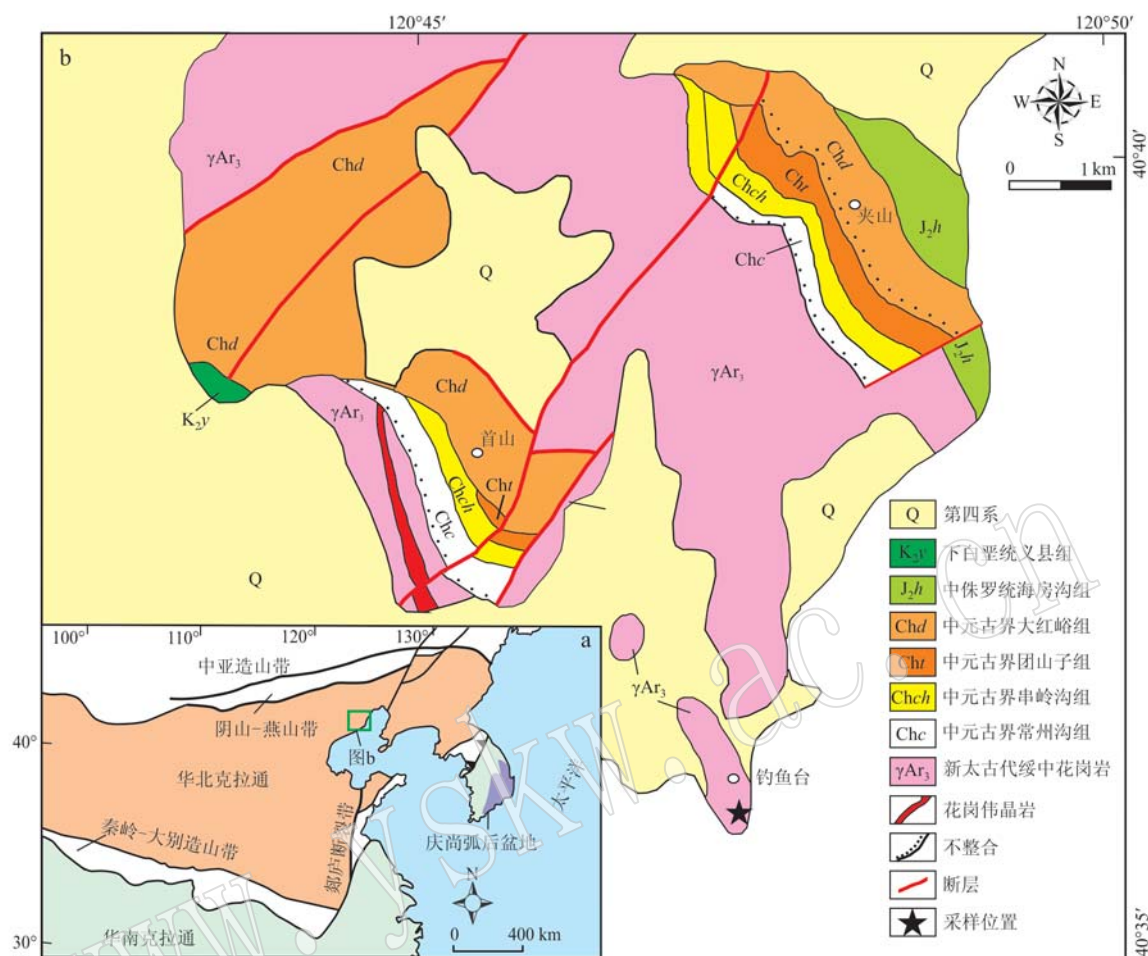 120°45′
120°50′
b
Q
N
W
E
S
40°40′
0
1 km
γAr₃
Chd
Chd
Cht
Chch
夹山
J₂h
Chc
Q
Chd
J₂h
γAr₃
K₂y
γAr₃
Chd
首山
Chch
Cht
Chc
Q
Q
γAr₃
钓鱼台
Q 第四系
K₂y 下白垩统义县组
J₂h 中侏罗统海房沟组
Chd 中元古界大红峪组
Cht 中元古界团山子组
Chch 中元古界串岭沟组
Chc 中元古界常州沟组
γAr₃ 新太古代绥中花岗岩
花岗伟晶岩
不整合
断层
采样位置
40°35′
100°
110°
120°
130°
a
中亚造山带
阴山-燕山带
40°
图b
华北克拉通
太平洋
秦岭-大别造山带
郯庐断裂带
庆尚弧后盆地
N
华南克拉通
0
400 km
30°
www.yskw.ac.cn